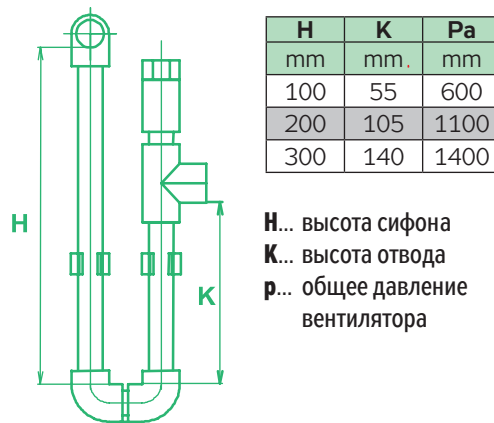 H
K
H K Pa
mm mm. mm
100 55 600
200 105 1100
300 140 1400
H... высота сифона
K... высота отвода
p... общее давление
вентилятора